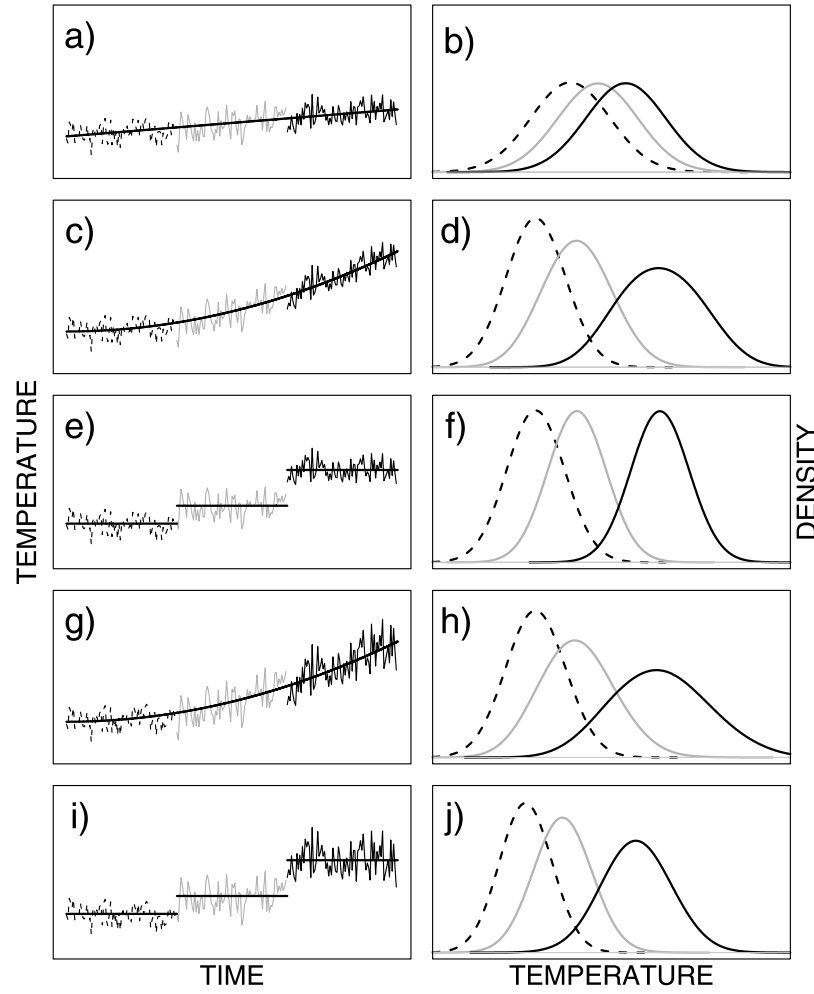 a)
b)
c)
d)
e)
f)
g)
h)
i)
j)
TEMPERATURE
DENSITY
TIME
TEMPERATURE